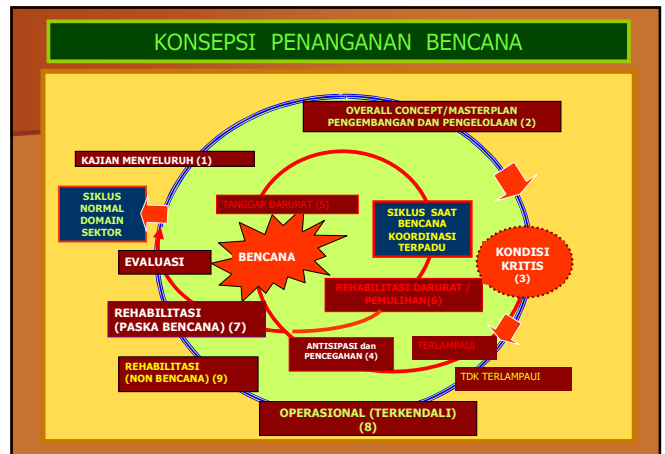 KONSEPSI PENANGANAN BENCANA
OVERALL CONCEPT/MASTERPLAN
PENGEMBANGAN DAN PENGELOLAAN (2)
KAJIAN MENYELURUH (1)
SIKLUS
NORMAL
DOMAIN
SEKTOR
TANGGAP DARURAT (5)
SIKLUS SAAT
BENCANA
KOORDINASI
TERPADU
EVALUASI
BENCANA
KONDISI
KRITIS
(3)
REHABILITASI DARURAT /
PEMULIHAN(6)
REHABILITASI
(PASKA BENCANA) (7)
ANTISIPASI dan
PENCEGAHAN (4)
TERLAMPAUI
REHABILITASI
(NON BENCANA) (9)
TDK TERLAMPAUI
OPERASIONAL (TERKENDALI)
(8)